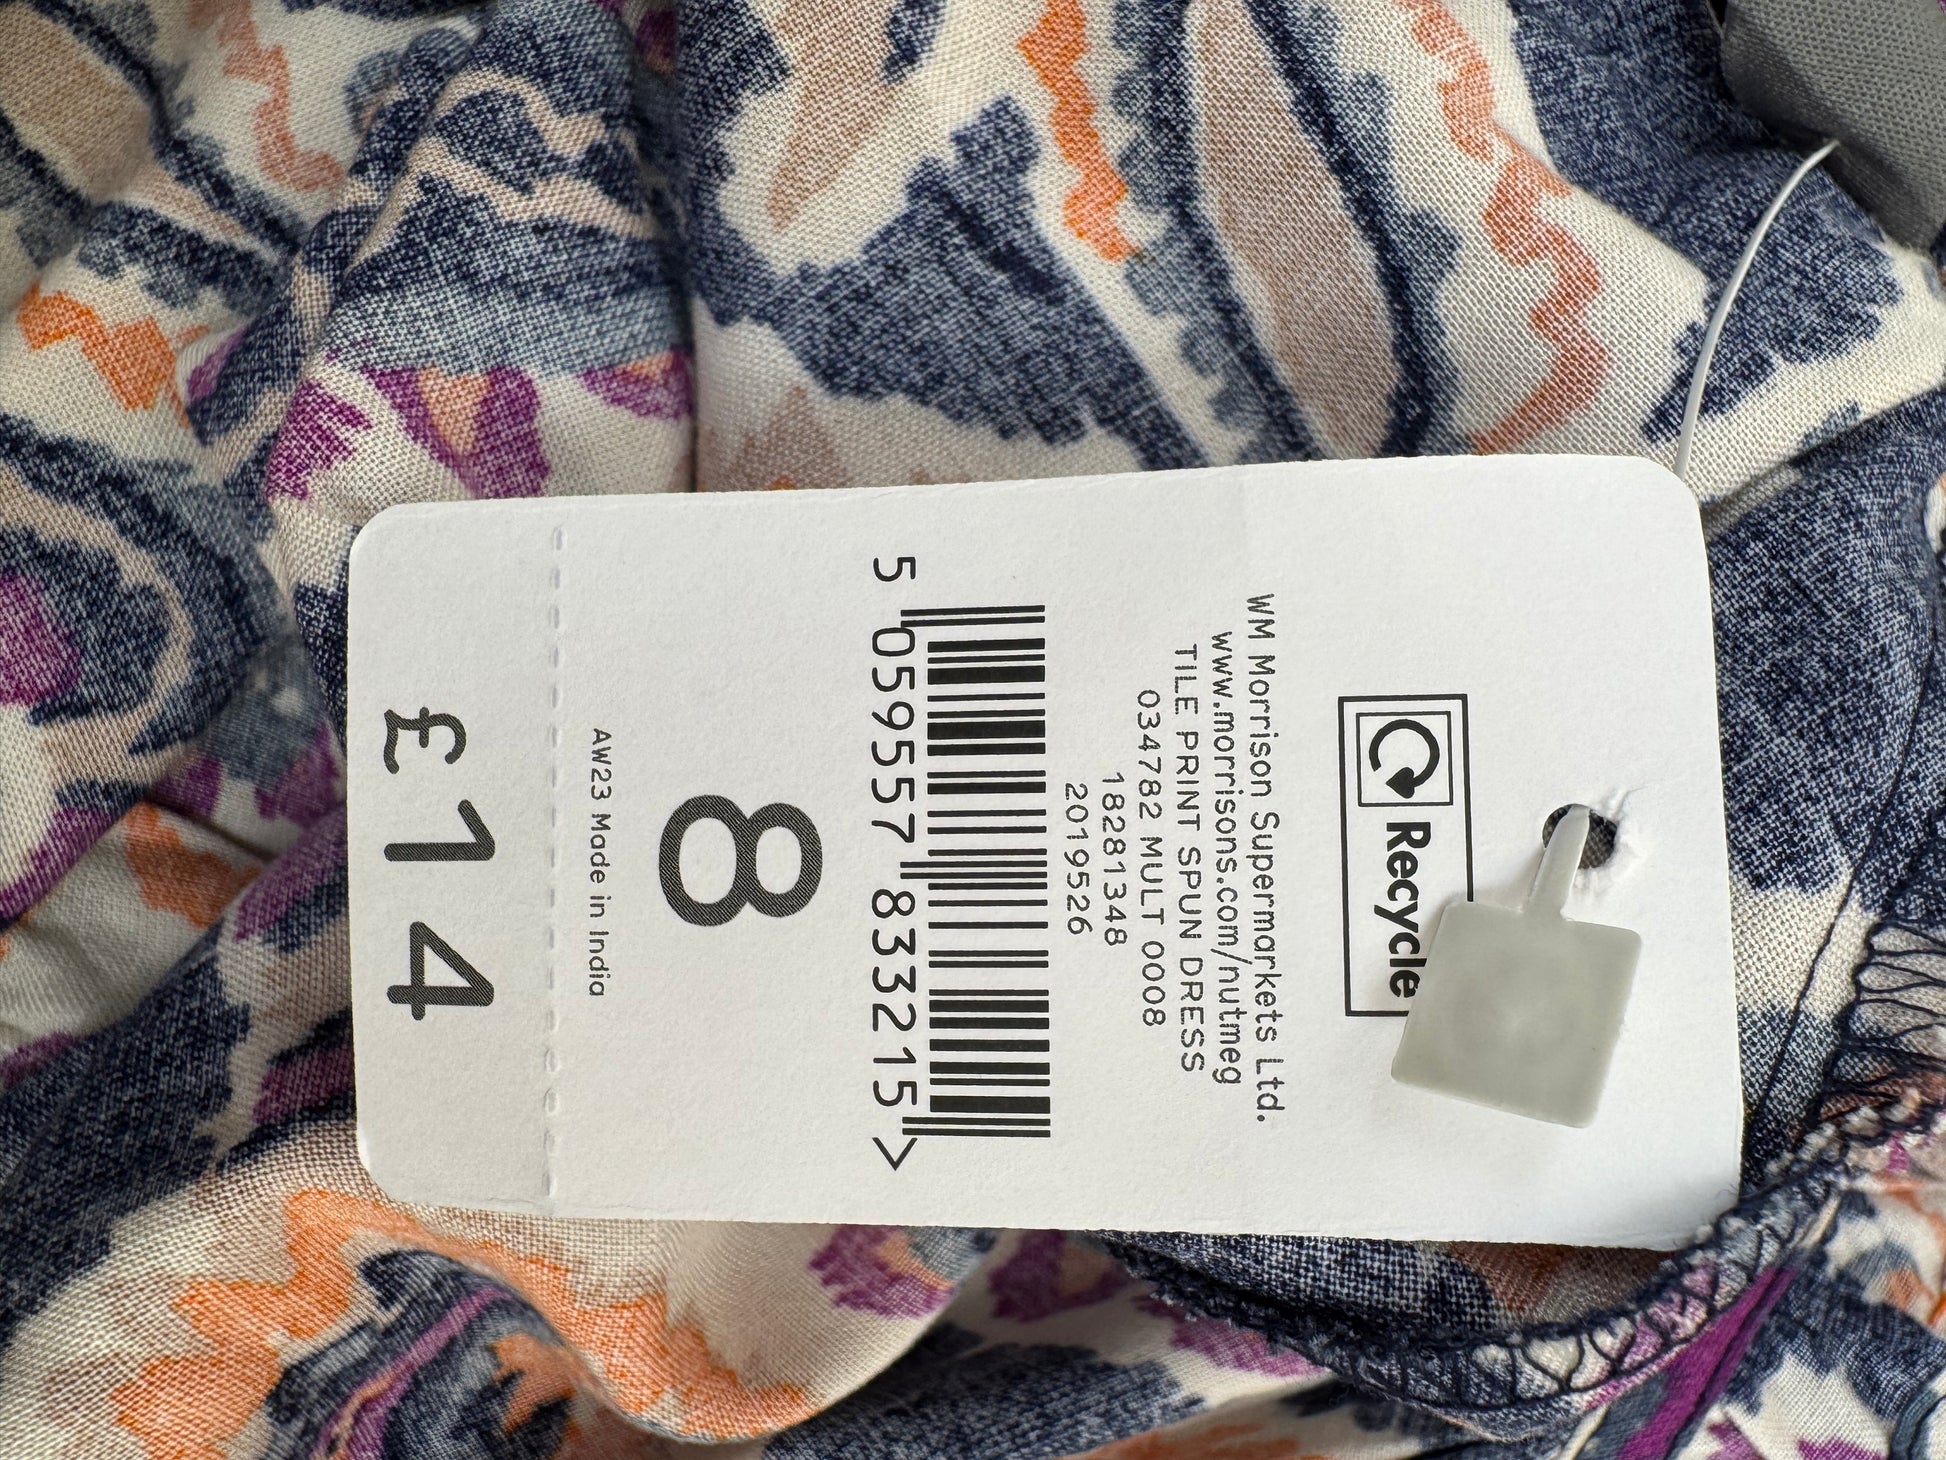 Recycle
WM Morrison Supermarkets Ltd.
www.morrisons.com/nutmeg
TILE PRINT SPUN DRESS
034782 MULT 0008
18281348
2019526
5 059557 833215 >
8
AW23 Made in India
£14